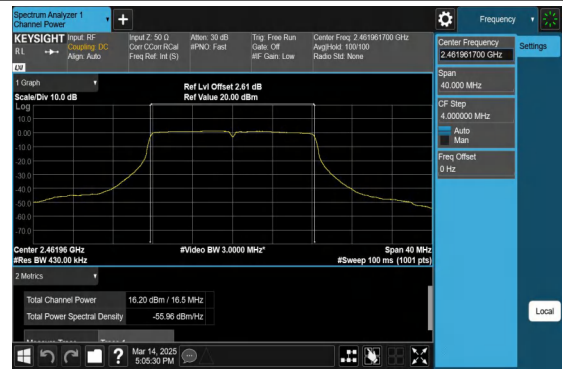 Spectrum Analyzer 1
Channel Power
Frequency
KEYSIGHT
RL
LXI
Input: RF
Coupling: DC
Align: Auto
Input Z: 50 Ω
Corr CCorr RCal
Freq Ref: Int (S)
Atten: 30 dB
#PNO: Fast
Trig: Free Run
Gate: Off
#IF Gain: Low
Center Freq: 2.461961700 GHz
Avg|Hold: 100/100
Radio Std: None
Center Frequency
2.461961700 GHz
Settings
Span
40.000 MHz
CF Step
4.000000 MHz
Auto
Man
Freq Offset
0 Hz
Local
1 Graph
Scale/Div 10.0 dB
Ref Lvl Offset 2.61 dB
Ref Value 20.00 dBm
Log
10.0
0.00
-10.0
-20.0
-30.0
-40.0
-50.0
-60.0
-70.0
Center 2.46196 GHz
#Res BW 430.00 kHz
#Video BW 3.0000 MHz*
Span 40 MHz
#Sweep 100 ms (1001 pts)
2 Metrics
Total Channel Power 16.20 dBm / 16.5 MHz
Total Power Spectral Density -55.96 dBm/Hz
?
Mar 14, 2025
5:05:30 PM